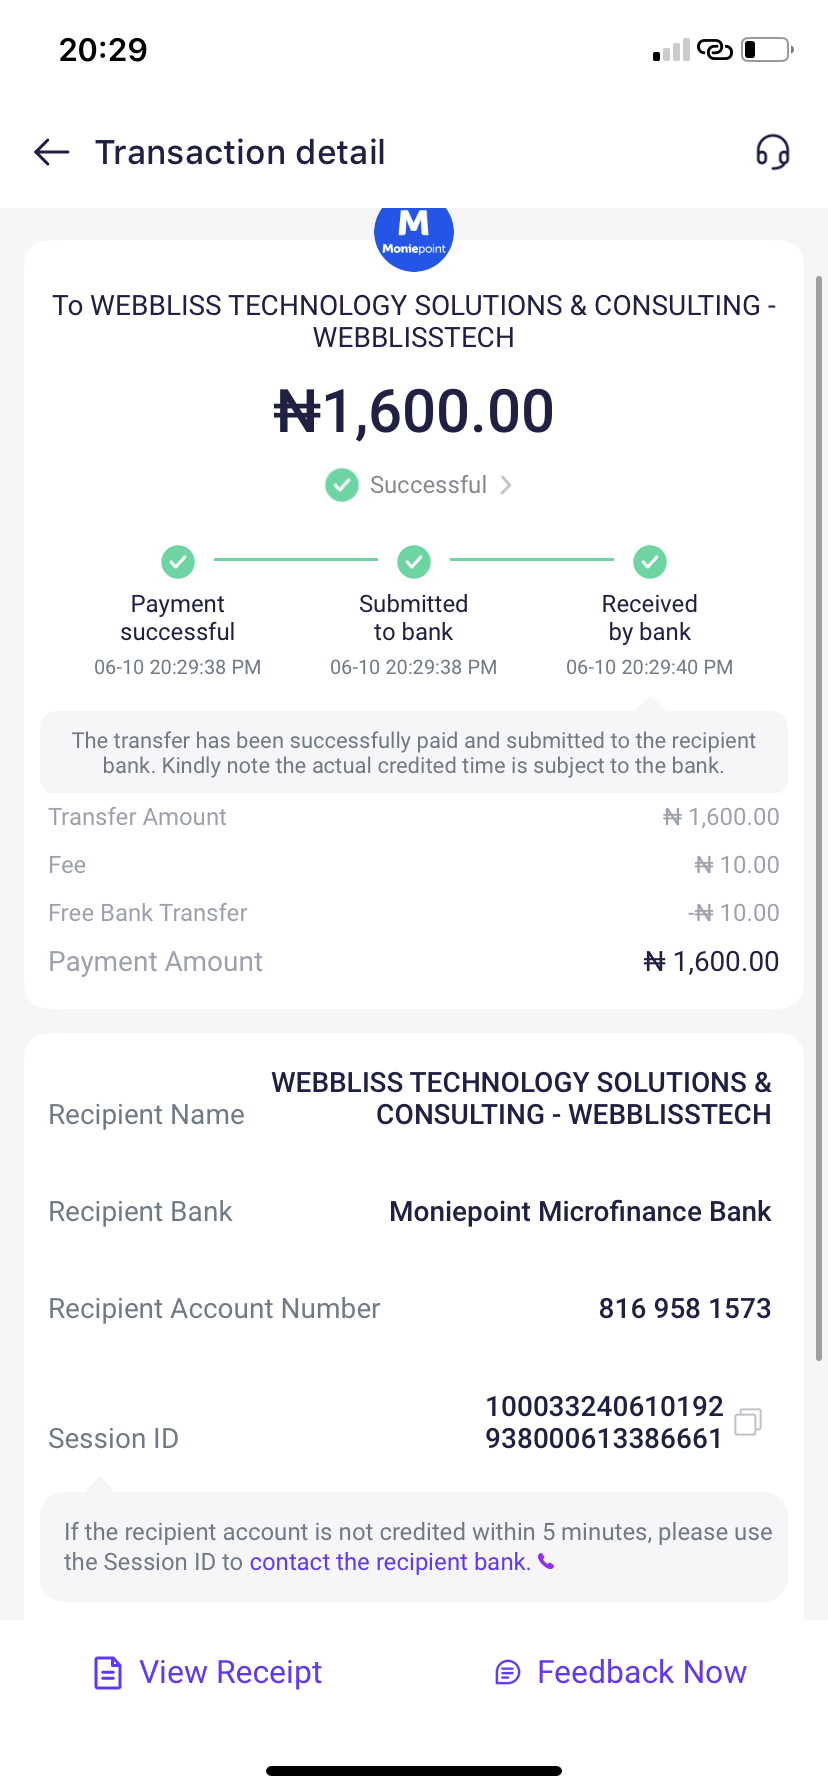 20:29
Transaction detail
M
Moniepoint
To WEBBLISS TECHNOLOGY SOLUTIONS & CONSULTING -
WEBBLISSTECH
₦1,600.00
Successful
Payment
successful
06-10 20:29:38 PM
Submitted
to bank
06-10 20:29:38 PM
Received
by bank
06-10 20:29:40 PM
The transfer has been successfully paid and submitted to the recipient
bank. Kindly note the actual credited time is subject to the bank.
Transfer Amount ₦ 1,600.00
Fee ₦ 10.00
Free Bank Transfer -₦ 10.00
Payment Amount ₦ 1,600.00
Recipient Name WEBBLISS TECHNOLOGY SOLUTIONS &
CONSULTING - WEBBLISSTECH
Recipient Bank Moniepoint Microfinance Bank
Recipient Account Number 816 958 1573
Session ID 100033240610192
938000613386661
If the recipient account is not credited within 5 minutes, please use
the Session ID to contact the recipient bank.
View Receipt Feedback Now